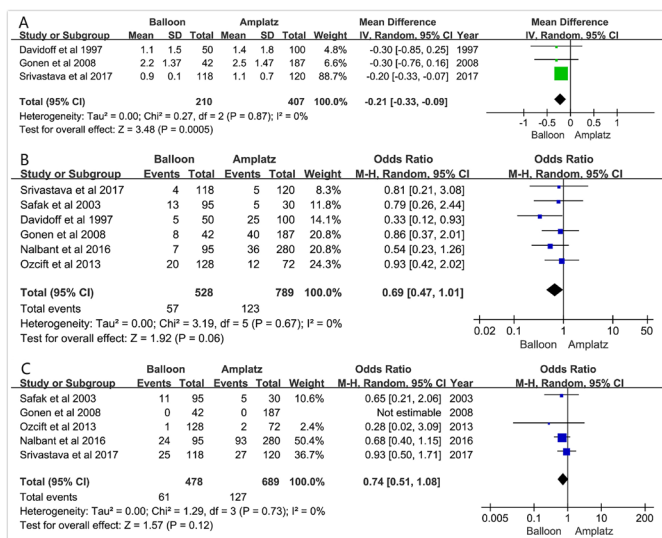 A
Balloon Amplatz Mean Difference Mean Difference
Study or Subgroup Mean SD Total Mean SD Total Weight IV, Random, 95% CI Year IV, Random, 95% CI
Davidoff et al 1997 1.1 1.5 50 1.4 1.8 100 4.8% -0.30 [-0.85, 0.25] 1997
Gonen et al 2008 2.2 1.37 42 2.5 1.47 187 6.6% -0.30 [-0.76, 0.16] 2008
Srivastava et al 2017 0.9 0.1 118 1.1 0.7 120 88.7% -0.20 [-0.33, -0.07] 2017
Total (95% CI) 210 407 100.0% -0.21 [-0.33, -0.09]
Heterogeneity: Tau² = 0.00; Chi² = 0.27, df = 2 (P = 0.87); I² = 0%
Test for overall effect: Z = 3.48 (P = 0.0005)
-1 -0.5 0 0.5 1
Balloon Amplatz
B
Balloon Amplatz Odds Ratio Odds Ratio
Study or Subgroup Events Total Events Total Weight M-H, Random, 95% CI M-H, Random, 95% CI
Srivastava et al 2017 4 118 5 120 8.3% 0.81 [0.21, 3.08]
Safak et al 2003 13 95 5 30 11.8% 0.79 [0.26, 2.44]
Davidoff et al 1997 5 50 25 100 14.1% 0.33 [0.12, 0.93]
Gonen et al 2008 8 42 40 187 20.8% 0.86 [0.37, 2.01]
Nalbant et al 2016 7 95 36 280 20.8% 0.54 [0.23, 1.26]
Ozcift et al 2013 20 128 12 72 24.3% 0.93 [0.42, 2.02]
Total (95% CI) 528 789 100.0% 0.69 [0.47, 1.01]
Total events 57 123
Heterogeneity: Tau² = 0.00; Chi² = 3.19, df = 5 (P = 0.67); I² = 0%
Test for overall effect: Z = 1.92 (P = 0.06)
0.02 0.1 1 10 50
Balloon Amplatz
C
Balloon Amplatz Odds Ratio Odds Ratio
Study or Subgroup Events Total Events Total Weight M-H, Random, 95% CI Year M-H, Random, 95% CI
Safak et al 2003 11 95 5 30 10.6% 0.65 [0.21, 2.06] 2003
Gonen et al 2008 0 42 0 187 Not estimable 2008
Ozcift et al 2013 1 128 2 72 2.4% 0.28 [0.02, 3.09] 2013
Nalbant et al 2016 24 95 93 280 50.4% 0.68 [0.40, 1.15] 2016
Srivastava et al 2017 25 118 27 120 36.7% 0.93 [0.50, 1.71] 2017
Total (95% CI) 478 689 100.0% 0.74 [0.51, 1.08]
Total events 61 127
Heterogeneity: Tau² = 0.00; Chi² = 1.29, df = 3 (P = 0.73); I² = 0%
Test for overall effect: Z = 1.57 (P = 0.12)
0.005 0.1 1 10 200
Balloon Amplatz